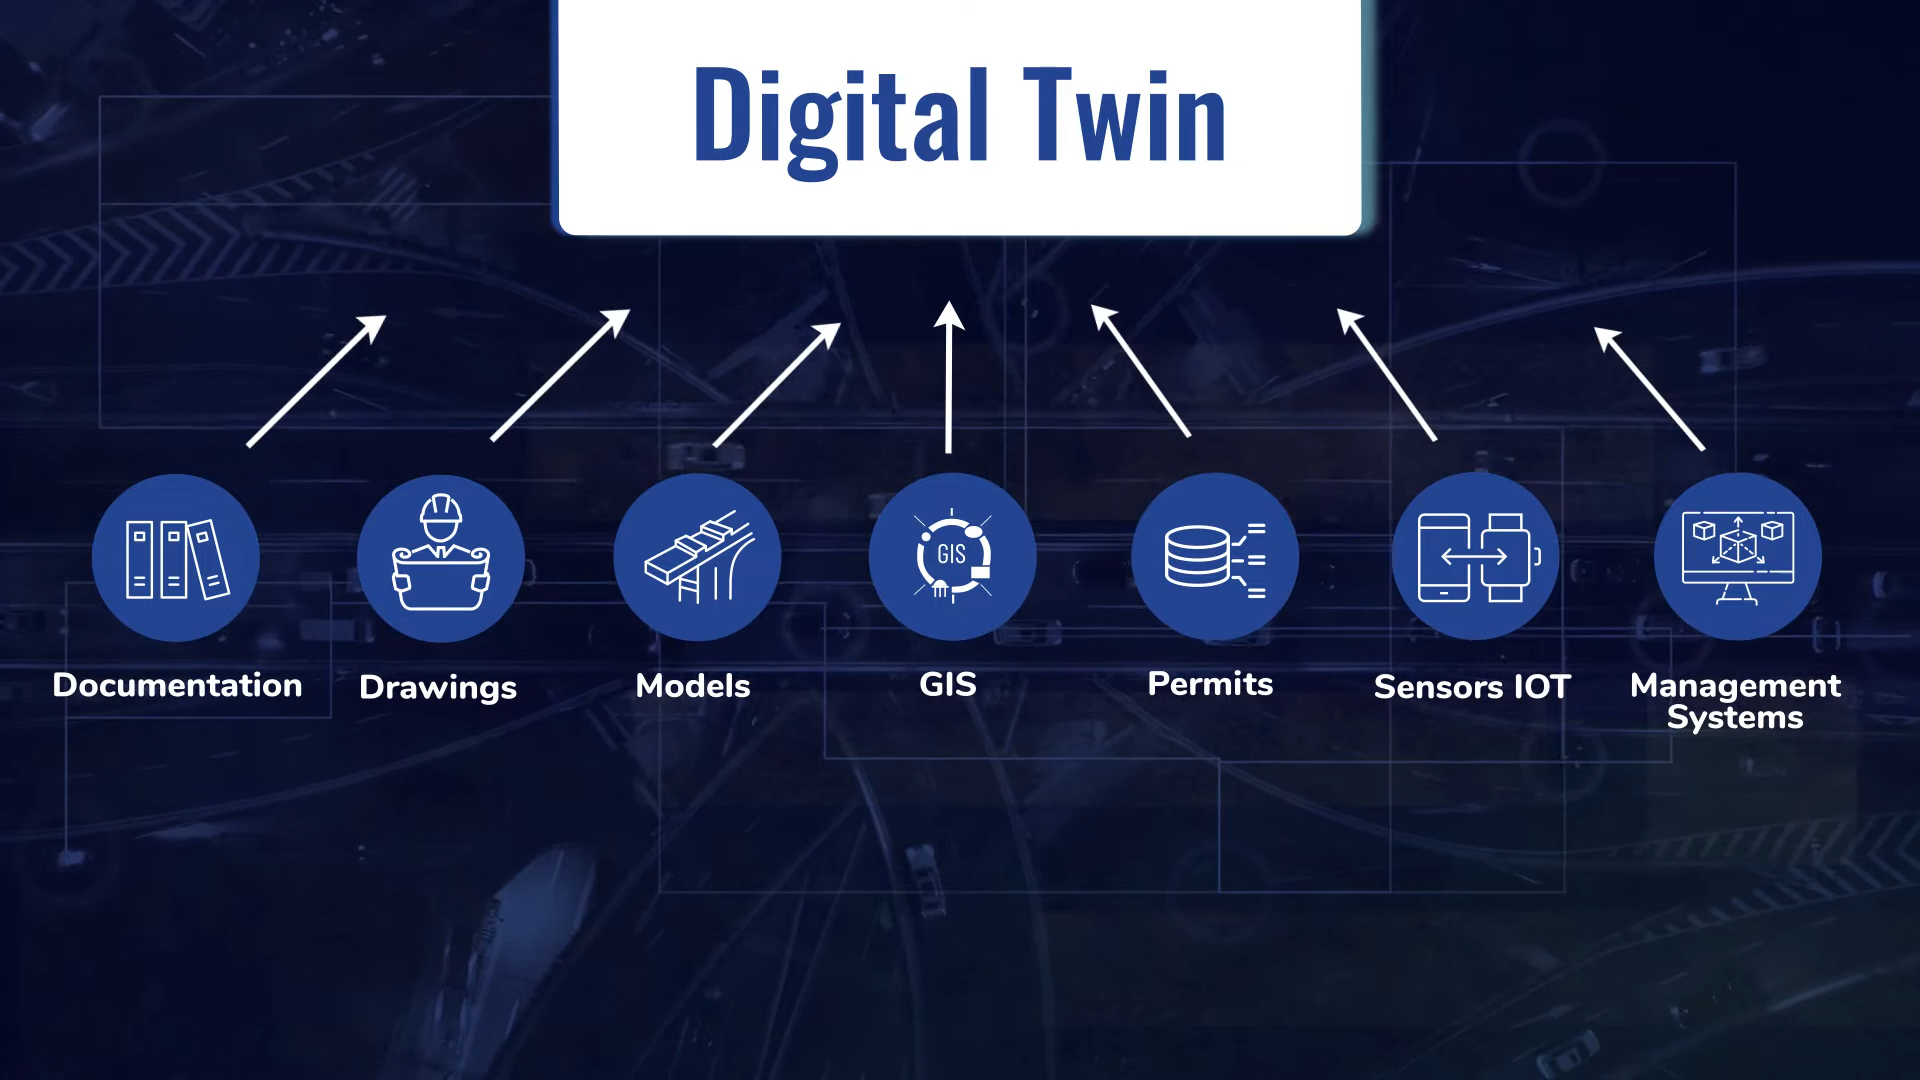 Digital Twin
GIS
Documentation
Drawings
Models
GIS
Permits
Sensors IOT
Management
Systems